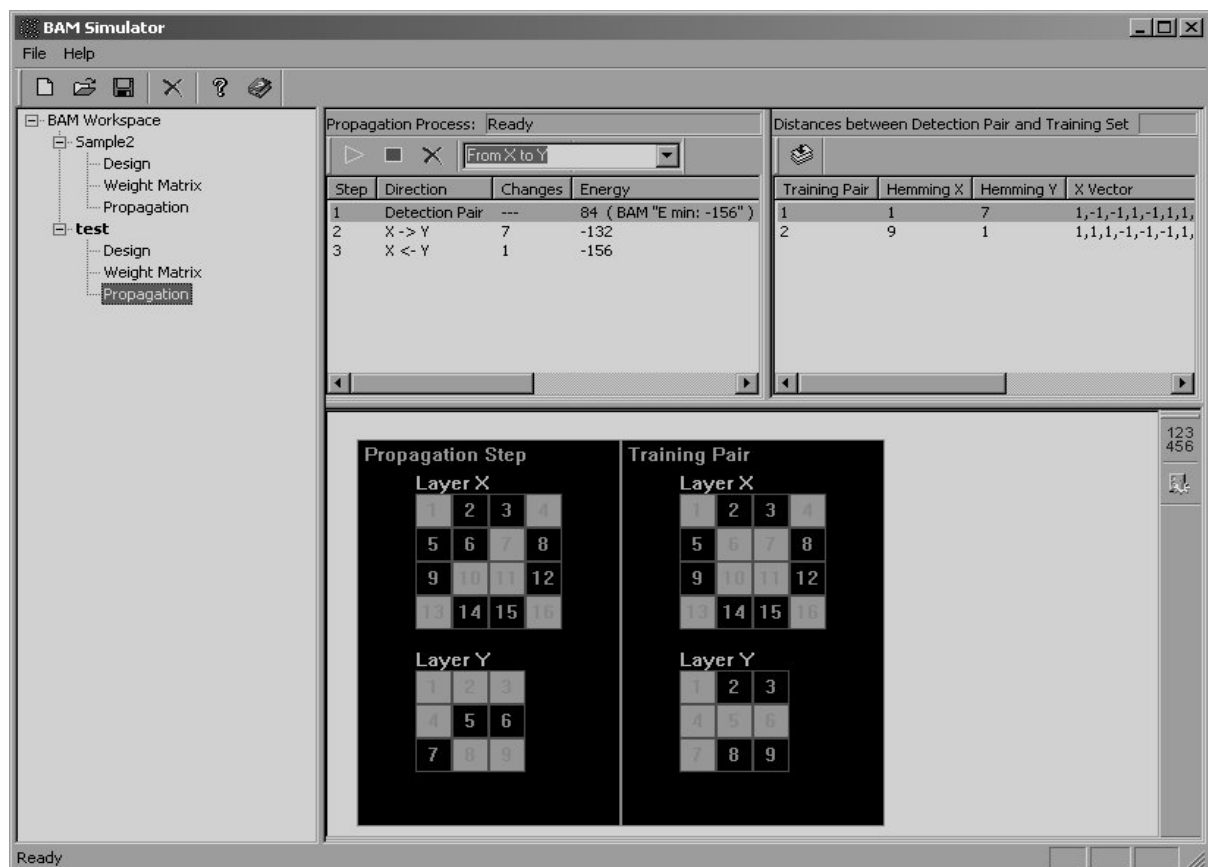 BAM Simulator
File Help
BAM Workspace
Sample2
Design
Weight Matrix
Propagation
test
Design
Weight Matrix
Propagation
Propagation Process: Ready
From X to Y
Step Direction Changes Energy
1 Detection Pair --- 84 ( BAM "E min: -156" )
2 X -> Y 7 -132
3 X <- Y 1 -156
Distances between Detection Pair and Training Set
Training Pair Hemming X Hemming Y X Vector
1 1 7 1,-1,-1,1,-1,1,1,
2 9 1 1,1,1,-1,-1,-1,1,
123
456
Propagation Step
Layer X
1 2 3 4
5 6 7 8
9 10 11 12
13 14 15 16
Layer Y
1 2 3
4 5 6
7 8 9
Training Pair
Layer X
1 2 3 4
5 6 7 8
9 10 11 12
13 14 15 16
Layer Y
1 2 3
4 5 6
7 8 9
Ready